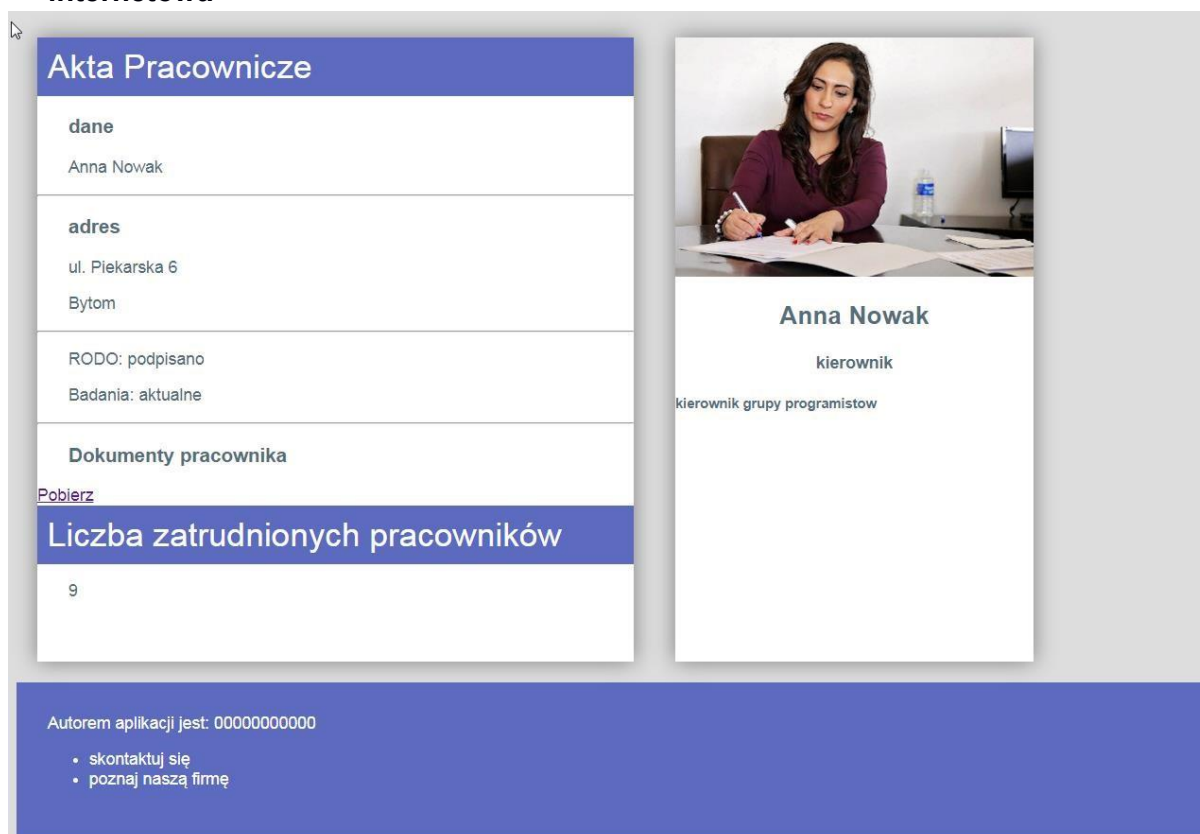 Akta Pracownicze
dane
Anna Nowak
adres
ul. Piekarska 6
Bytom
RODO: podpisano
Badania: aktualne
Dokumenty pracownika
Pobierz
Liczba zatrudnionych pracowników
9
Anna Nowak
kierownik
kierownik grupy programistow
Autorem aplikacji jest: 00000000000
skontaktuj się
poznaj naszą firmę